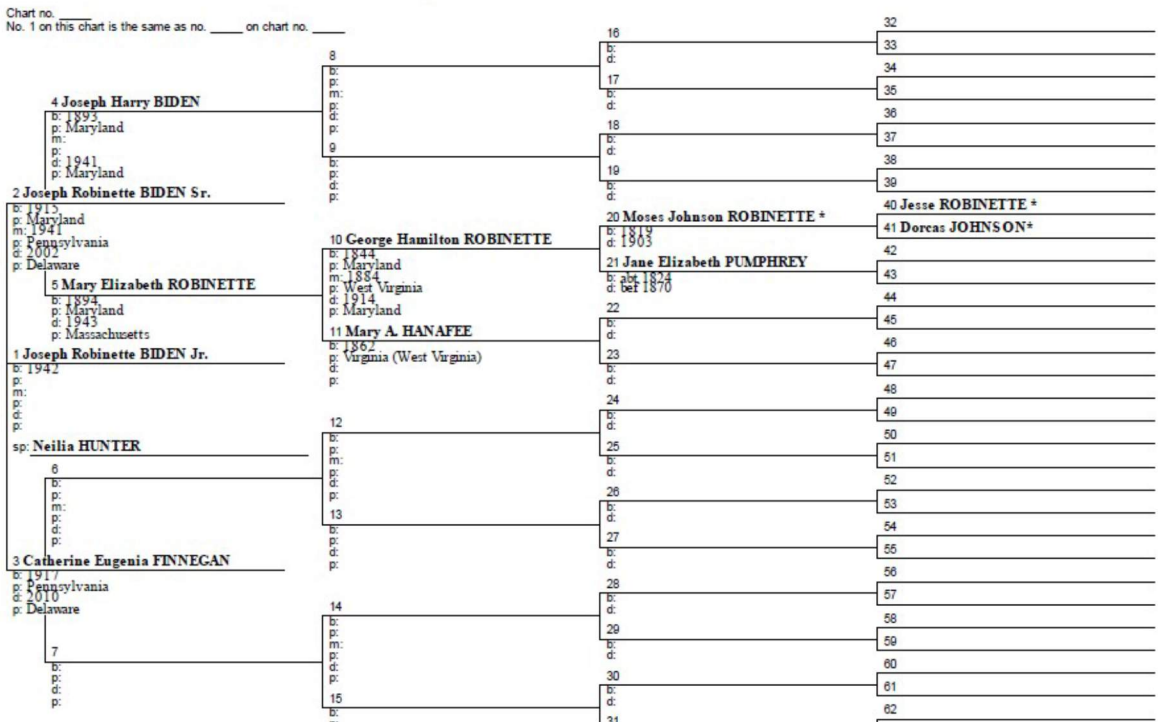 Chart no. _____
No. 1 on this chart is the same as no. _____ on chart no. _____
4 Joseph Harry BIDEN
b: 1893
p: Maryland
m:
p:
d: 1941
p: Maryland
2 Joseph Robinette BIDEN Sr.
b: 1915
p: Maryland
m: 1941
p: Pennsylvania
d: 2002
p: Delaware
5 Mary Elizabeth ROBINETTE
b: 1894
p: Maryland
d: 1943
p: Massachusetts
1 Joseph Robinette BIDEN Jr.
b: 1942
p:
m:
p:
d:
p:
sp: Neilia HUNTER
6
b:
p:
m:
p:
d:
p:
3 Catherine Eugenia FINNEGAN
b: 1917
p: Pennsylvania
d: 2010
p: Delaware
7
b:
p:
d:
p:
8
b:
p:
m:
p:
d:
p:
9
b:
p:
d:
p:
10 George Hamilton ROBINETTE
b: 1844
p: Maryland
m: 1884
p: West Virginia
d: 1914
p: Maryland
11 Mary A. HANAFEE
b: 1862
p: Virginia (West Virginia)
d:
p:
12
b:
p:
m:
p:
d:
p:
13
b:
p:
d:
p:
14
b:
p:
m:
p:
d:
p:
15
b:
16
b:
d:
17
b:
d:
18
b:
d:
19
b:
d:
20 Moses Johnson ROBINETTE *
b: 1819
d: 1903
21 Jane Elizabeth PUMPHREY
b: abt 1824
d: bef 1870
22
b:
d:
23
b:
d:
24
b:
d:
25
b:
d:
26
b:
d:
27
b:
d:
28
b:
d:
29
b:
d:
30
b:
d:
31
32
33
34
35
36
37
38
39
40 Jesse ROBINETTE *
41 Dorcas JOHNSON*
42
43
44
45
46
47
48
49
50
51
52
53
54
55
56
57
58
59
60
61
62